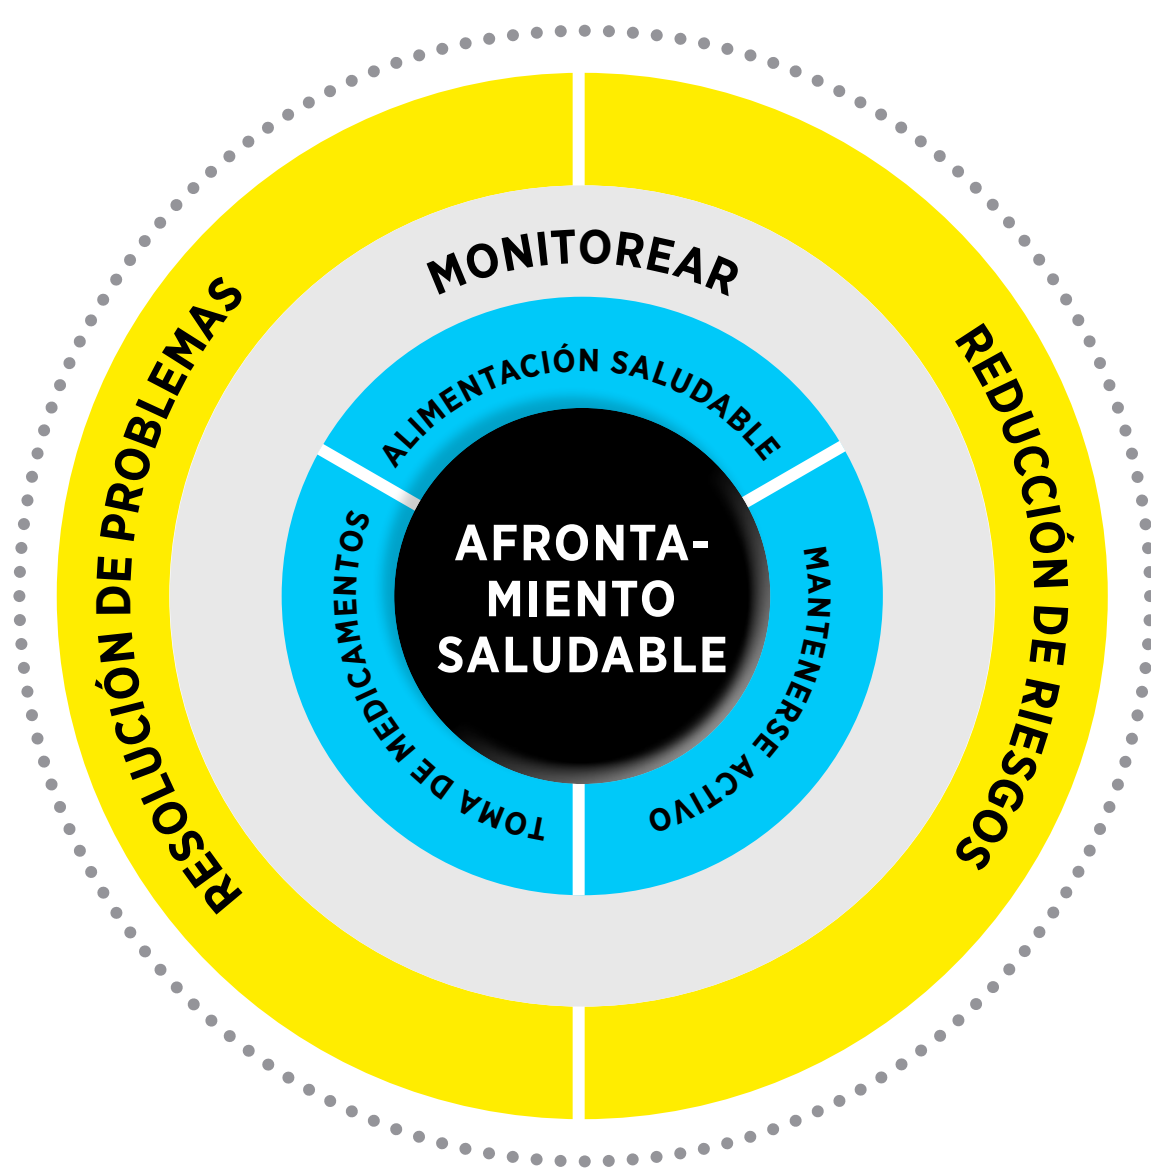 MONITOREAR
RESOLUCIÓN DE PROBLEMAS
REDUCCIÓN DE RIESGOS
ALIMENTACIÓN SALUDABLE
TOMA DE MEDICAMENTOS
MANTENERSE ACTIVO
AFRONTA-
MIENTO
SALUDABLE